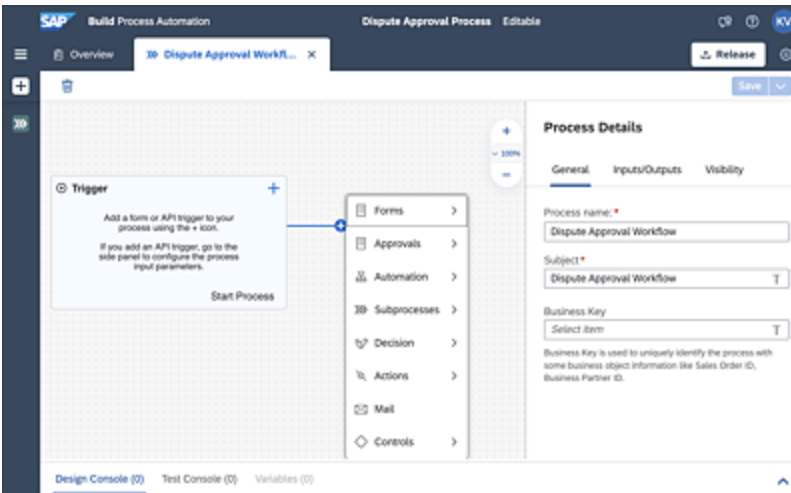 SAP Build Process Automation
Dispute Approval Process Editable
KV
Overview
Dispute Approval Workfl...
Release
Save
100%
Trigger
Add a form or API trigger to your
process using the + icon.
If you add an API trigger, go to the
side panel to configure the process
input parameters.
Start Process
Forms
Approvals
Automation
Subprocesses
Decision
Actions
Mail
Controls
Process Details
General Inputs/Outputs Visibility
Process name: *
Dispute Approval Workflow
Subject *
Dispute Approval Workflow
Business Key
Select item
Business Key is used to uniquely identify the process with
some business object information like Sales Order ID,
Business Partner ID.
Design Console (0) Test Console (0) Variables (0)